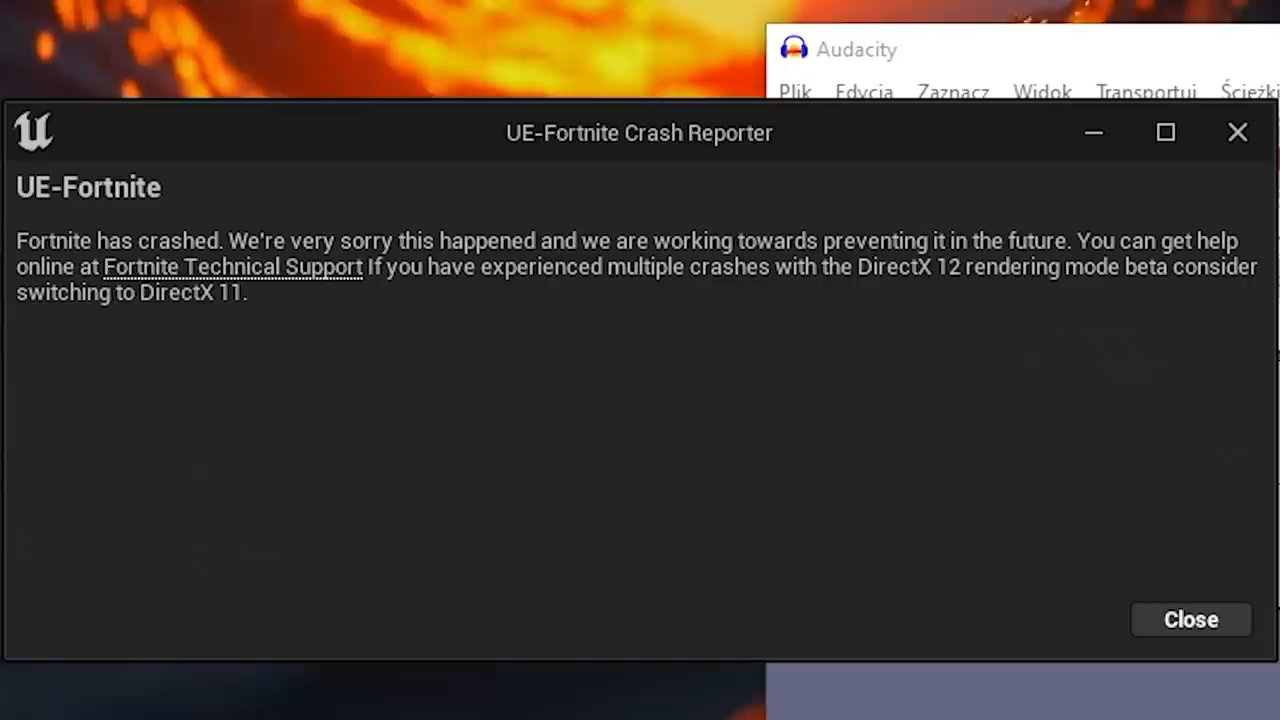 Audacity
Plik Edycja Zaznacz Widok Transportuj Ścieżki
UE-Fortnite Crash Reporter
UE-Fortnite
Fortnite has crashed. We're very sorry this happened and we are working towards preventing it in the future. You can get help
online at Fortnite Technical Support If you have experienced multiple crashes with the DirectX 12 rendering mode beta consider
switching to DirectX 11.
Close